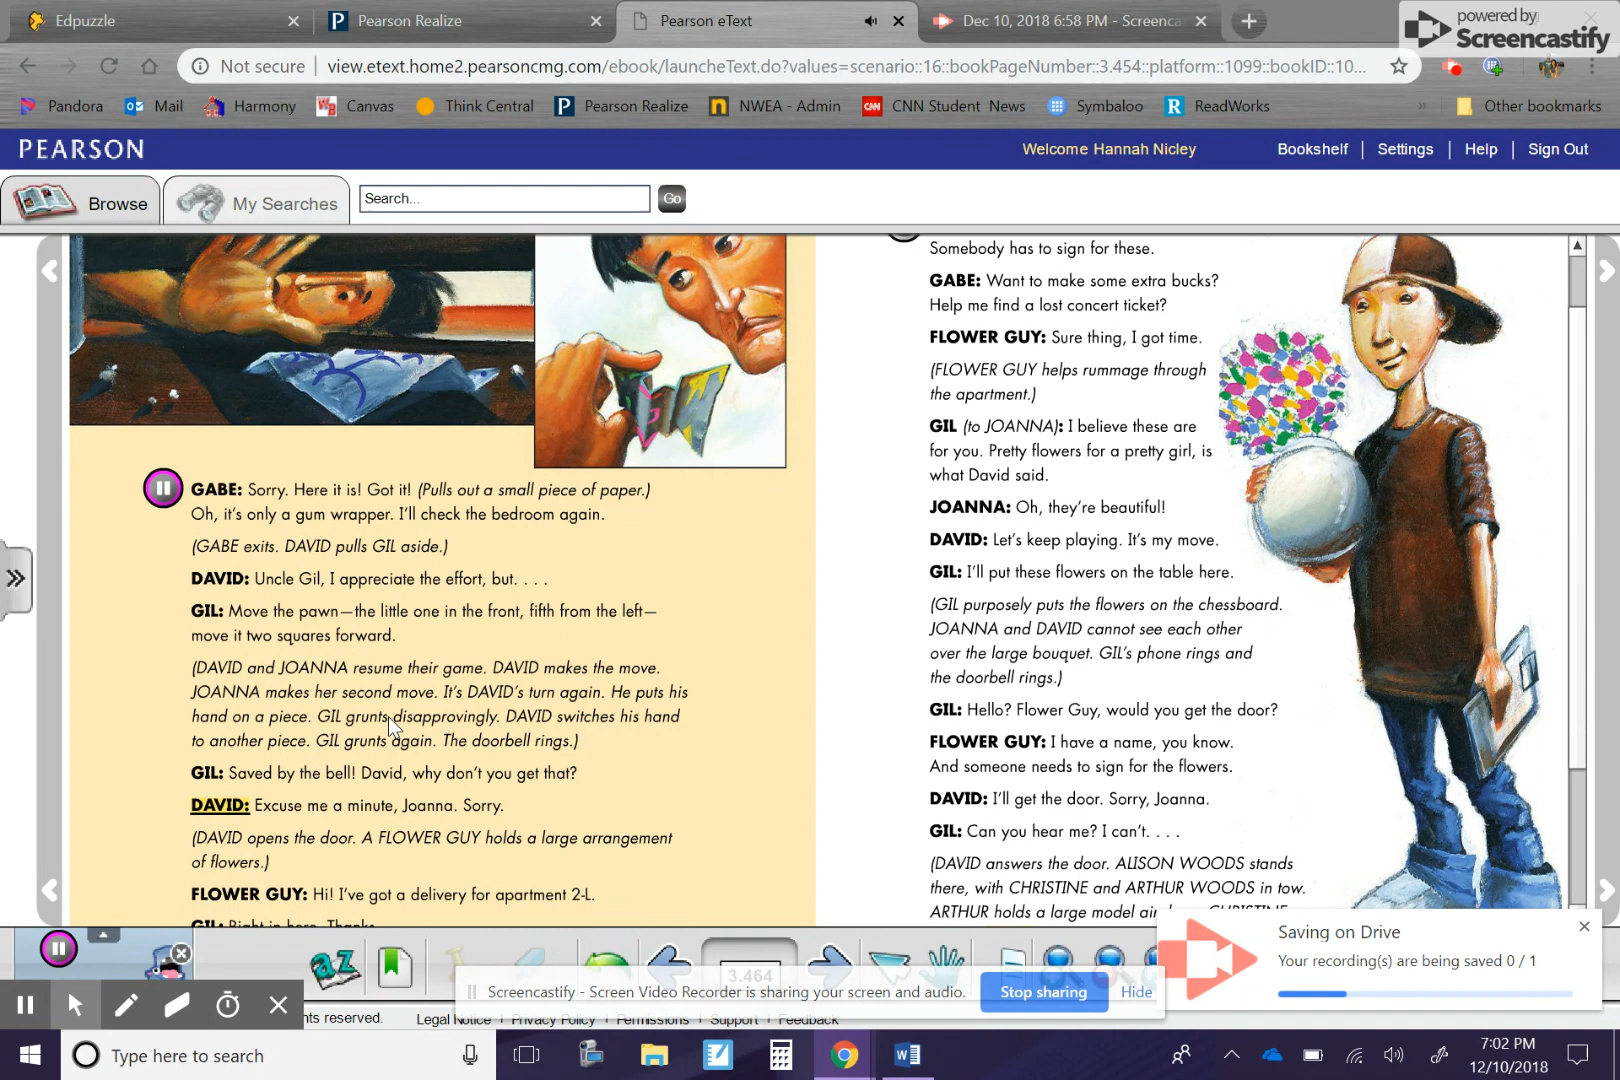 Edpuzzle
Pearson Realize
Pearson eText
Dec 10, 2018 6:58 PM - Screenca
powered by
Screencastify
Not secure
view.etext.home2.pearsoncmg.com/ebook/launcheText.do?values=scenario::16::bookPageNumber::3.454::platform::1099::bookID::10...
Pandora
Mail
Harmony
Canvas
Think Central
Pearson Realize
NWEA - Admin
CNN Student News
Symbaloo
ReadWorks
Other bookmarks
PEARSON
Welcome Hannah Nicley
Bookshelf | Settings | Help | Sign Out
Browse
My Searches
Search...
Go
GABE: Sorry. Here it is! Got it! (Pulls out a small piece of paper.)
Oh, it's only a gum wrapper. I'll check the bedroom again.
(GABE exits. DAVID pulls GIL aside.)
DAVID: Uncle Gil, I appreciate the effort, but. . . .
GIL: Move the pawn—the little one in the front, fifth from the left—
move it two squares forward.
(DAVID and JOANNA resume their game. DAVID makes the move.
JOANNA makes her second move. It's DAVID's turn again. He puts his
hand on a piece. GIL grunts disapprovingly. DAVID switches his hand
to another piece. GIL grunts again. The doorbell rings.)
GIL: Saved by the bell! David, why don't you get that?
DAVID: Excuse me a minute, Joanna. Sorry.
(DAVID opens the door. A FLOWER GUY holds a large arrangement
of flowers.)
FLOWER GUY: Hi! I've got a delivery for apartment 2-L.
GIL: Right in here. Thanks.
Somebody has to sign for these.
GABE: Want to make some extra bucks?
Help me find a lost concert ticket?
FLOWER GUY: Sure thing, I got time.
(FLOWER GUY helps rummage through
the apartment.)
GIL (to JOANNA): I believe these are
for you. Pretty flowers for a pretty girl, is
what David said.
JOANNA: Oh, they're beautiful!
DAVID: Let's keep playing. It's my move.
GIL: I'll put these flowers on the table here.
(GIL purposely puts the flowers on the chessboard.
JOANNA and DAVID cannot see each other
over the large bouquet. GIL's phone rings and
the doorbell rings.)
GIL: Hello? Flower Guy, would you get the door?
FLOWER GUY: I have a name, you know.
And someone needs to sign for the flowers.
DAVID: I'll get the door. Sorry, Joanna.
GIL: Can you hear me? I can't. . . .
(DAVID answers the door. ALISON WOODS stands
there, with CHRISTINE and ARTHUR WOODS in tow.
ARTHUR holds a large model CHRISTINE
Saving on Drive
Your recording(s) are being saved 0 / 1
az
3.464
Screencastify - Screen Video Recorder is sharing your screen and audio.
Stop sharing
Hide
nts reserved.
Legal Notice | Privacy Policy | Permissions | Support | Feedback
Type here to search
7:02 PM
12/10/2018